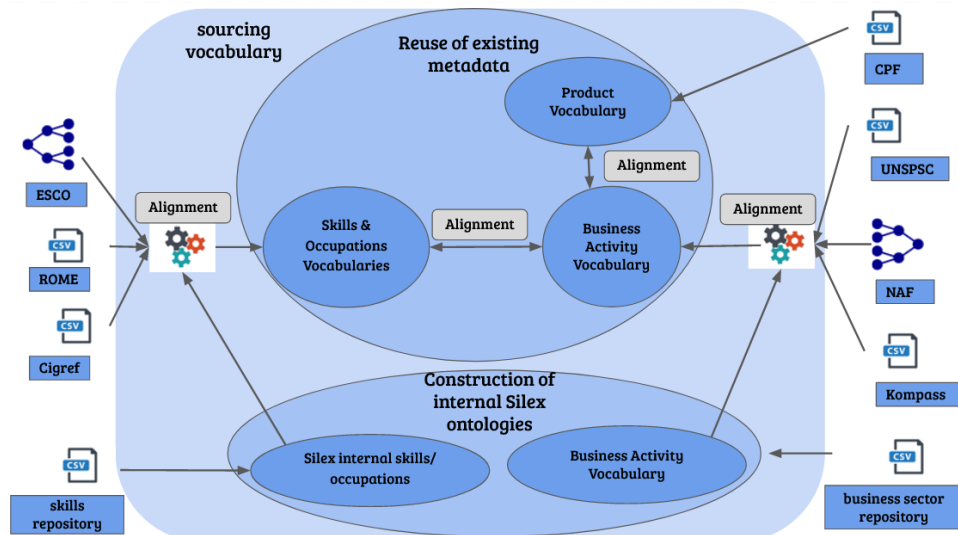 sourcing
vocabulary
Reuse of existing
metadata
CSV
CPF
Product
Vocabulary
CSV
UNSPSC
Alignment
ESCO
Alignment
Skills &
Occupations
Vocabularies
Alignment
Business
Activity
Vocabulary
Alignment
CSV
ROME
NAF
CSV
Cigref
CSV
Kompass
Construction of
internal Silex
ontologies
Silex internal skills/
occupations
Business Activity
Vocabulary
CSV
skills
repository
CSV
business sector
repository